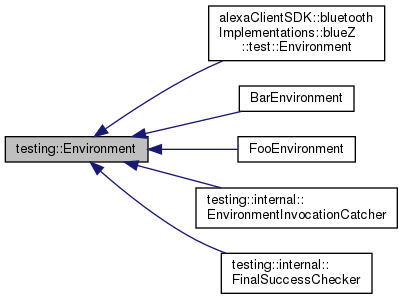 alexaClientSDK::bluetooth
Implementations::blueZ
::test::Environment
BarEnvironment
testing::Environment
FooEnvironment
testing::internal::
EnvironmentInvocationCatcher
testing::internal::
FinalSuccessChecker